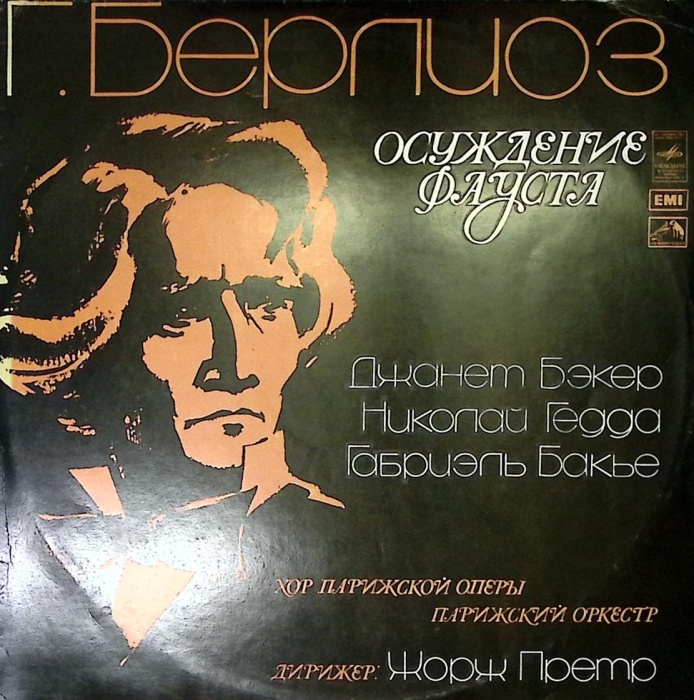 Г. Берлиоз
ОСУЖДЕНИЕ
ФАУСТА
EMI
Джанет Бэкер
Николай Гедда
Габриэль Бакье
ХОР ПАРИЖСКОЙ ОПЕРЫ
ПАРИЖСКИЙ ОРКЕСТР
ДИРИЖЕР: Жорж Претр